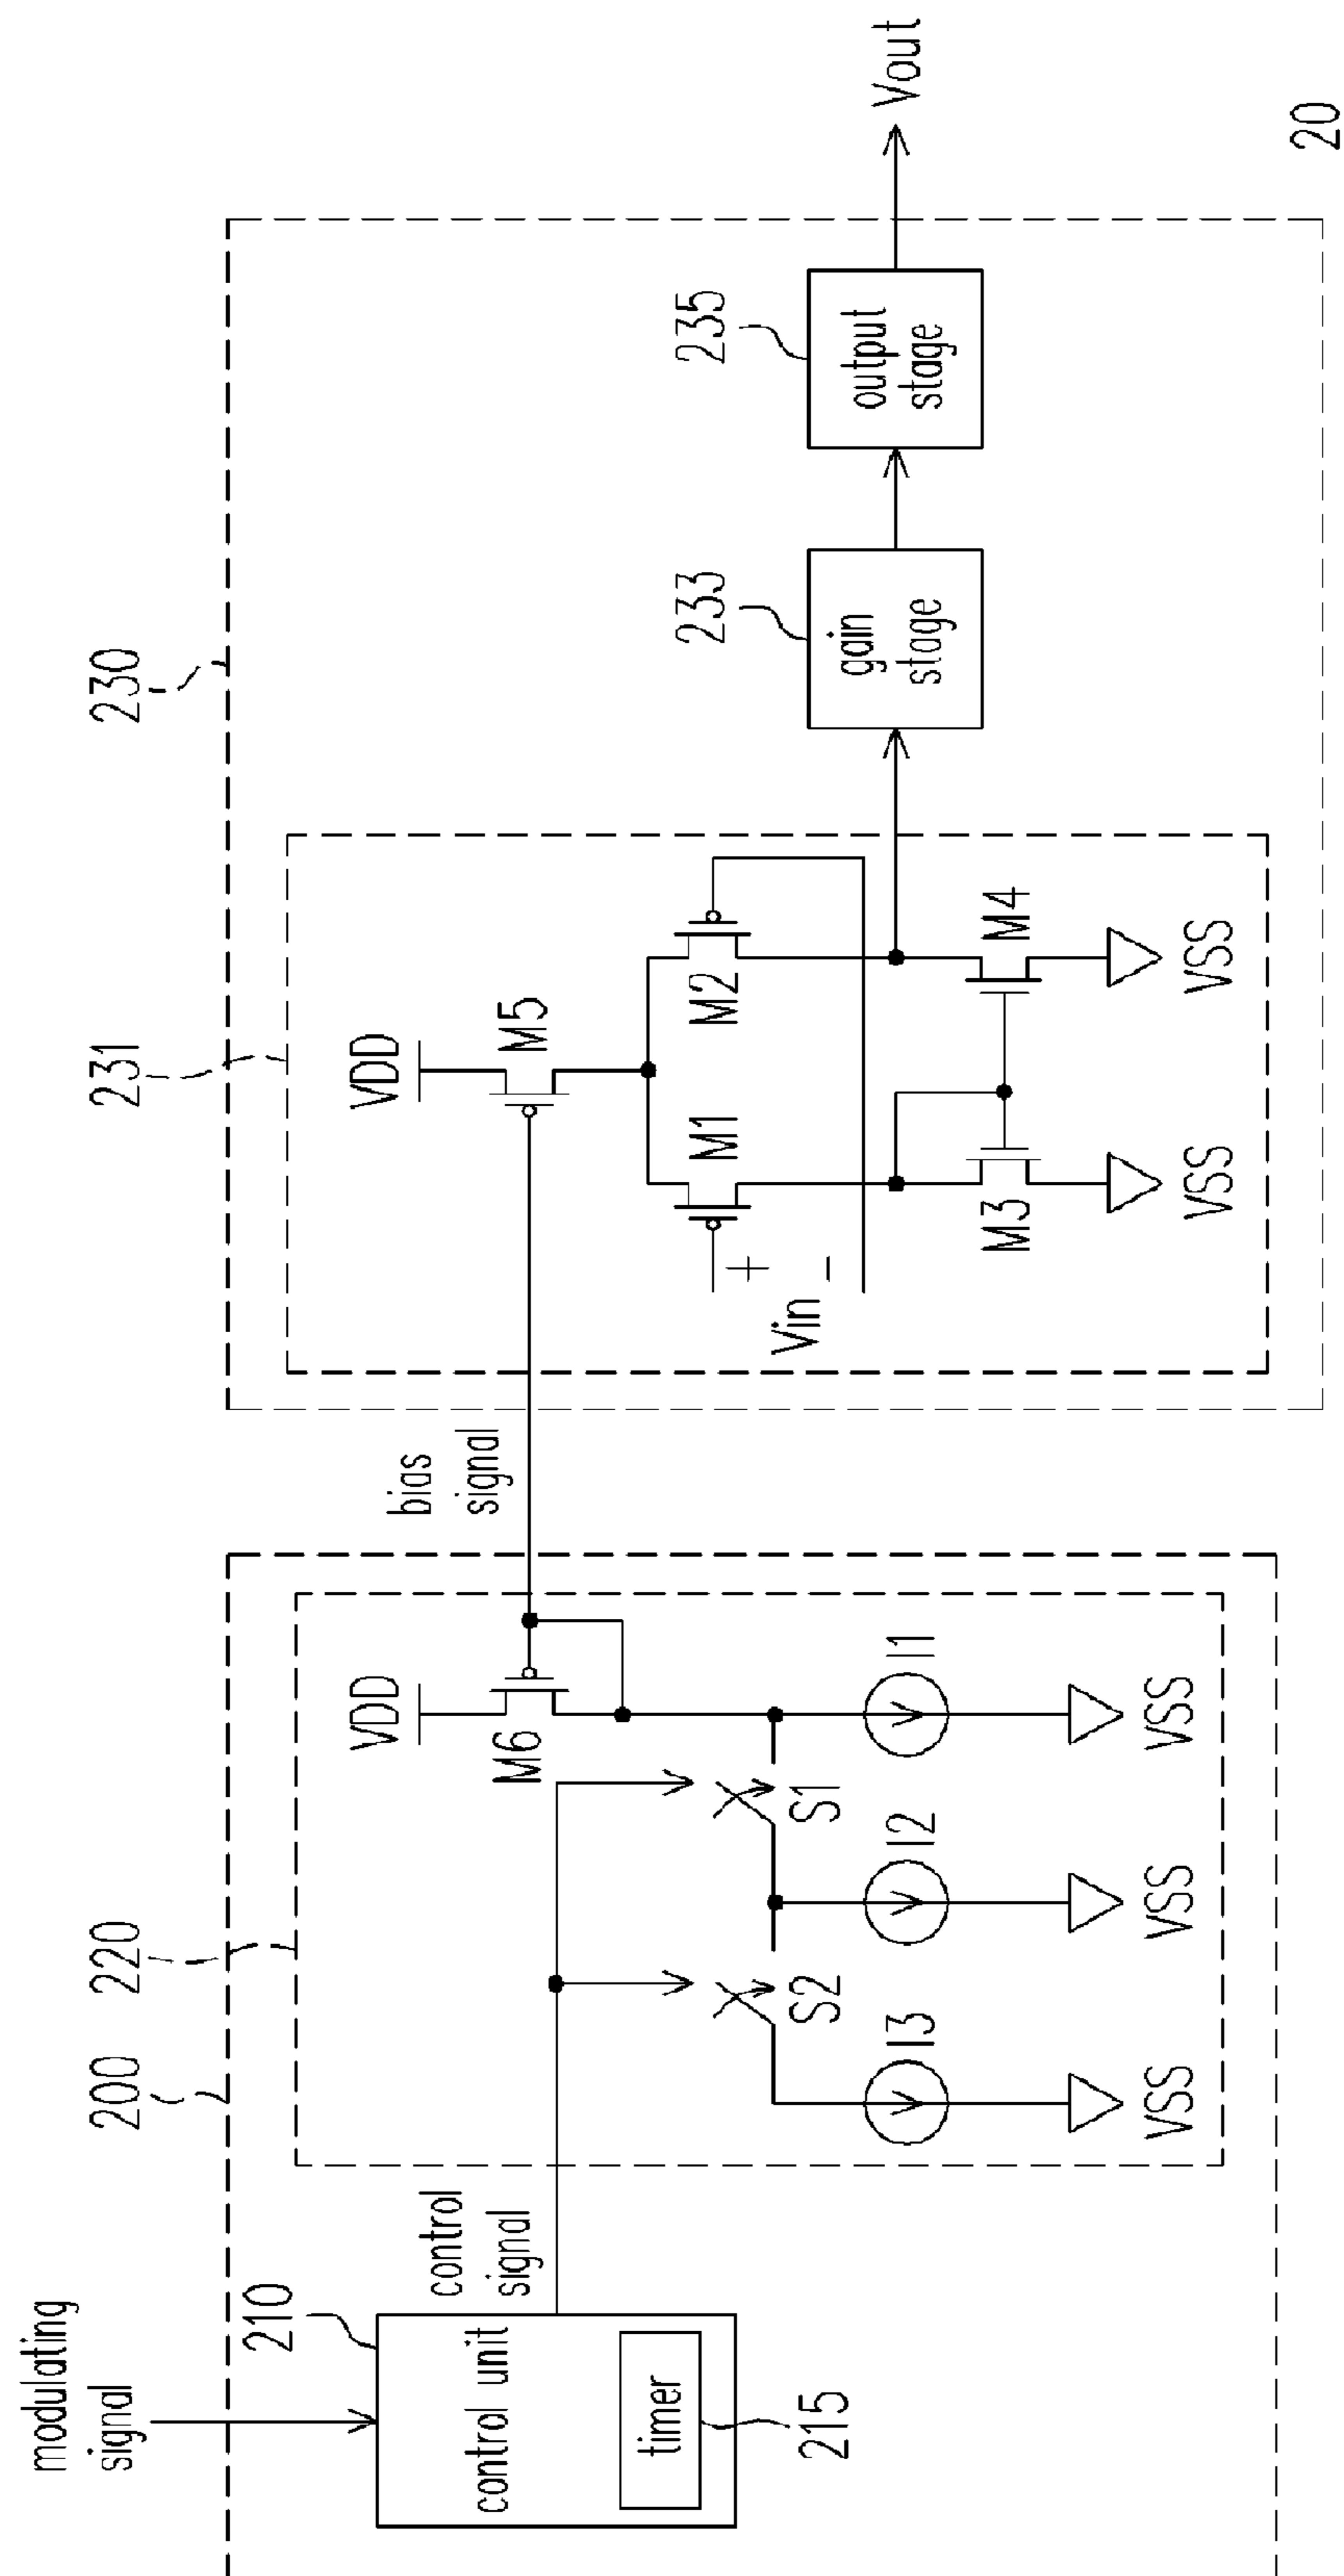 modulating
signal
200
220
230
231
210
control unit
timer
215
control
signal
VDD
M6
S1
S2
I3
I2
I1
VSS
VSS
VSS
bias
signal
VDD
M5
M1
M2
+
Vin
-
M3
M4
VSS
VSS
233
gain
stage
235
output
stage
Vout
20